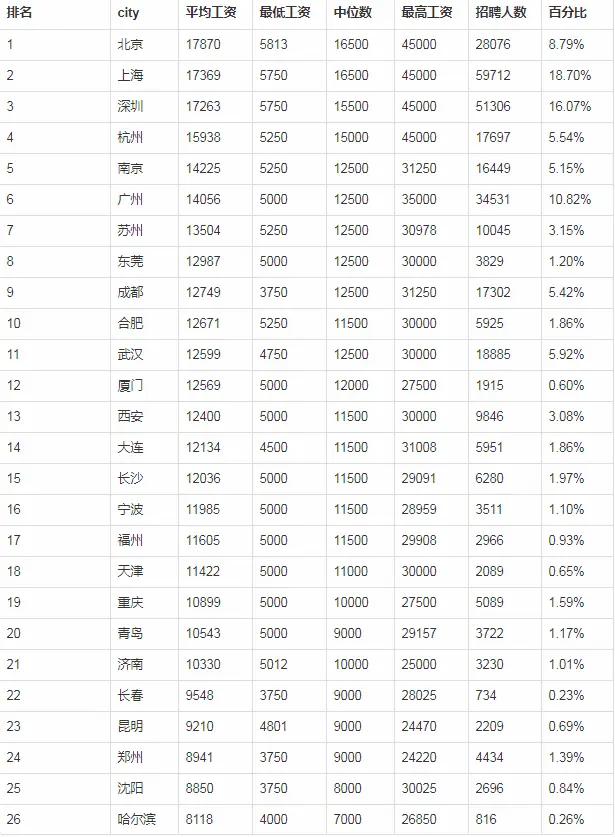 排名 city 平均工资 最低工资 中位数 最高工资 招聘人数 百分比
1 北京 17870 5813 16500 45000 28076 8.79%
2 上海 17369 5750 16500 45000 59712 18.70%
3 深圳 17263 5750 15500 45000 51306 16.07%
4 杭州 15938 5250 15000 45000 17697 5.54%
5 南京 14225 5250 12500 31250 16449 5.15%
6 广州 14056 5000 12500 35000 34531 10.82%
7 苏州 13504 5250 12500 30978 10045 3.15%
8 东莞 12987 5000 12500 30000 3829 1.20%
9 成都 12749 3750 12500 31250 17302 5.42%
10 合肥 12671 5250 11500 30000 5925 1.86%
11 武汉 12599 4750 12500 30000 18885 5.92%
12 厦门 12569 5000 12000 27500 1915 0.60%
13 西安 12400 5000 11500 30000 9846 3.08%
14 大连 12134 4500 11500 31008 5951 1.86%
15 长沙 12036 5000 11500 29091 6280 1.97%
16 宁波 11985 5000 11500 28959 3511 1.10%
17 福州 11605 5000 11500 29908 2966 0.93%
18 天津 11422 5000 11000 30000 2089 0.65%
19 重庆 10899 5000 10000 27500 5089 1.59%
20 青岛 10543 5000 9000 29157 3722 1.17%
21 济南 10330 5012 10000 25000 3230 1.01%
22 长春 9548 3750 9000 28025 734 0.23%
23 昆明 9210 4801 9000 24470 2209 0.69%
24 郑州 8941 3750 9000 24220 4434 1.39%
25 沈阳 8850 3750 8000 30025 2696 0.84%
26 哈尔滨 8118 4000 7000 26850 816 0.26%